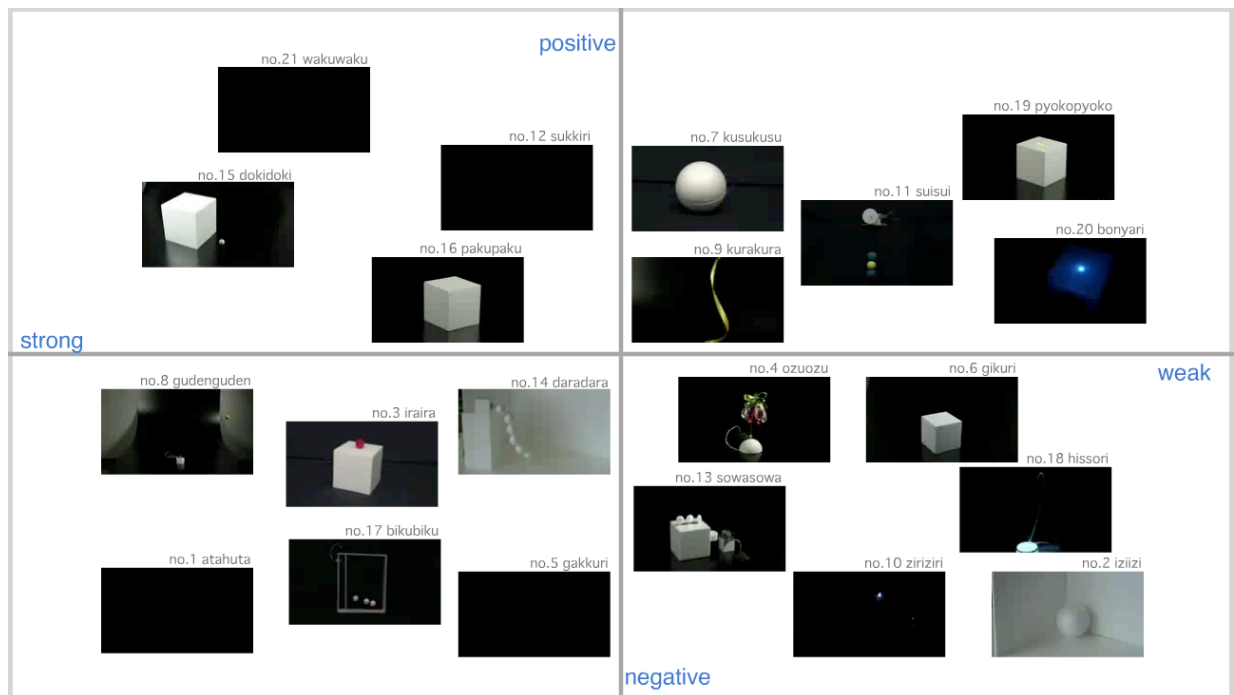 positive
no.21 wakuwaku
no.12 sukkiri
no.15 dokidoki
no.16 pakupaku
strong
no.19 pyokopyoko
no.7 kusukusu
no.11 suisui
no.20 bonyari
no.9 kurakura
no.8 gudenguden
no.14 daradara
no.3 iraira
no.17 bikubiku
no.1 atahuta
no.5 gakkuri
no.4 ozuozu
no.6 gikuri
weak
no.18 hissori
no.13 sowasowa
no.10 ziriziri
no.2 iziizi
negative